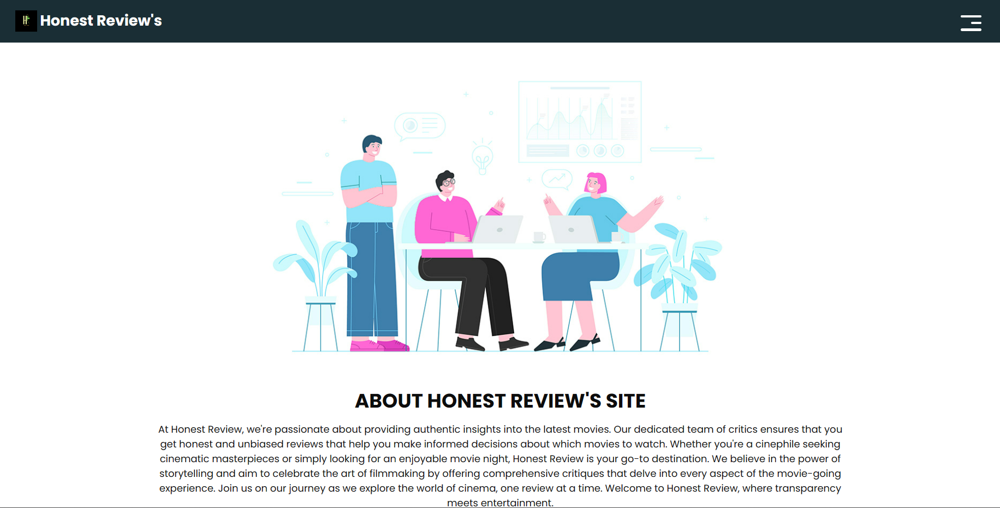 Honest Review's
ABOUT HONEST REVIEW'S SITE
At Honest Review, we're passionate about providing authentic insights into the latest movies. Our dedicated team of critics ensures that you
get honest and unbiased reviews that help you make informed decisions about which movies to watch. Whether you're a cinephile seeking
cinematic masterpieces or simply looking for an enjoyable movie night, Honest Review is your go-to destination. We believe in the power of
storytelling and aim to celebrate the art of filmmaking by offering comprehensive critiques that delve into every aspect of the movie-going
experience. Join us on our journey as we explore the world of cinema, one review at a time. Welcome to Honest Review, where transparency
meets entertainment.